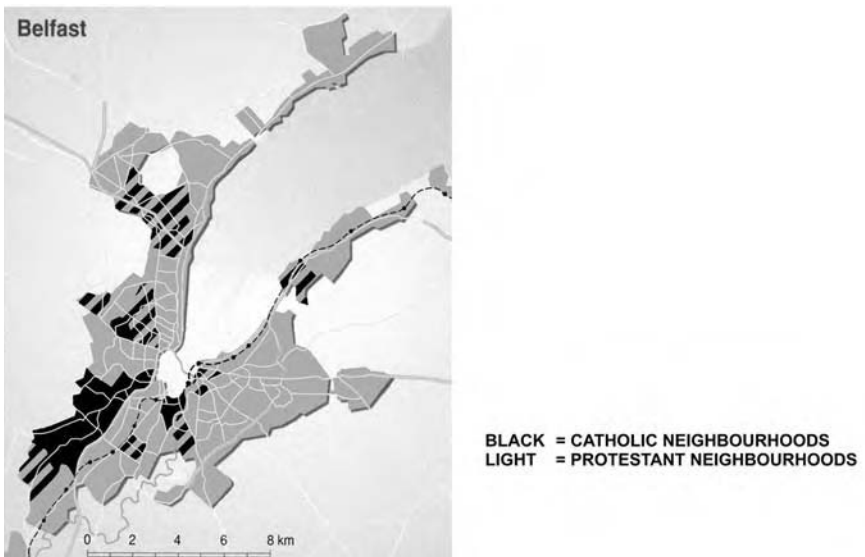 Belfast
BLACK = CATHOLIC NEIGHBOURHOODS
LIGHT = PROTESTANT NEIGHBOURHOODS
0 2 4 6 8 km